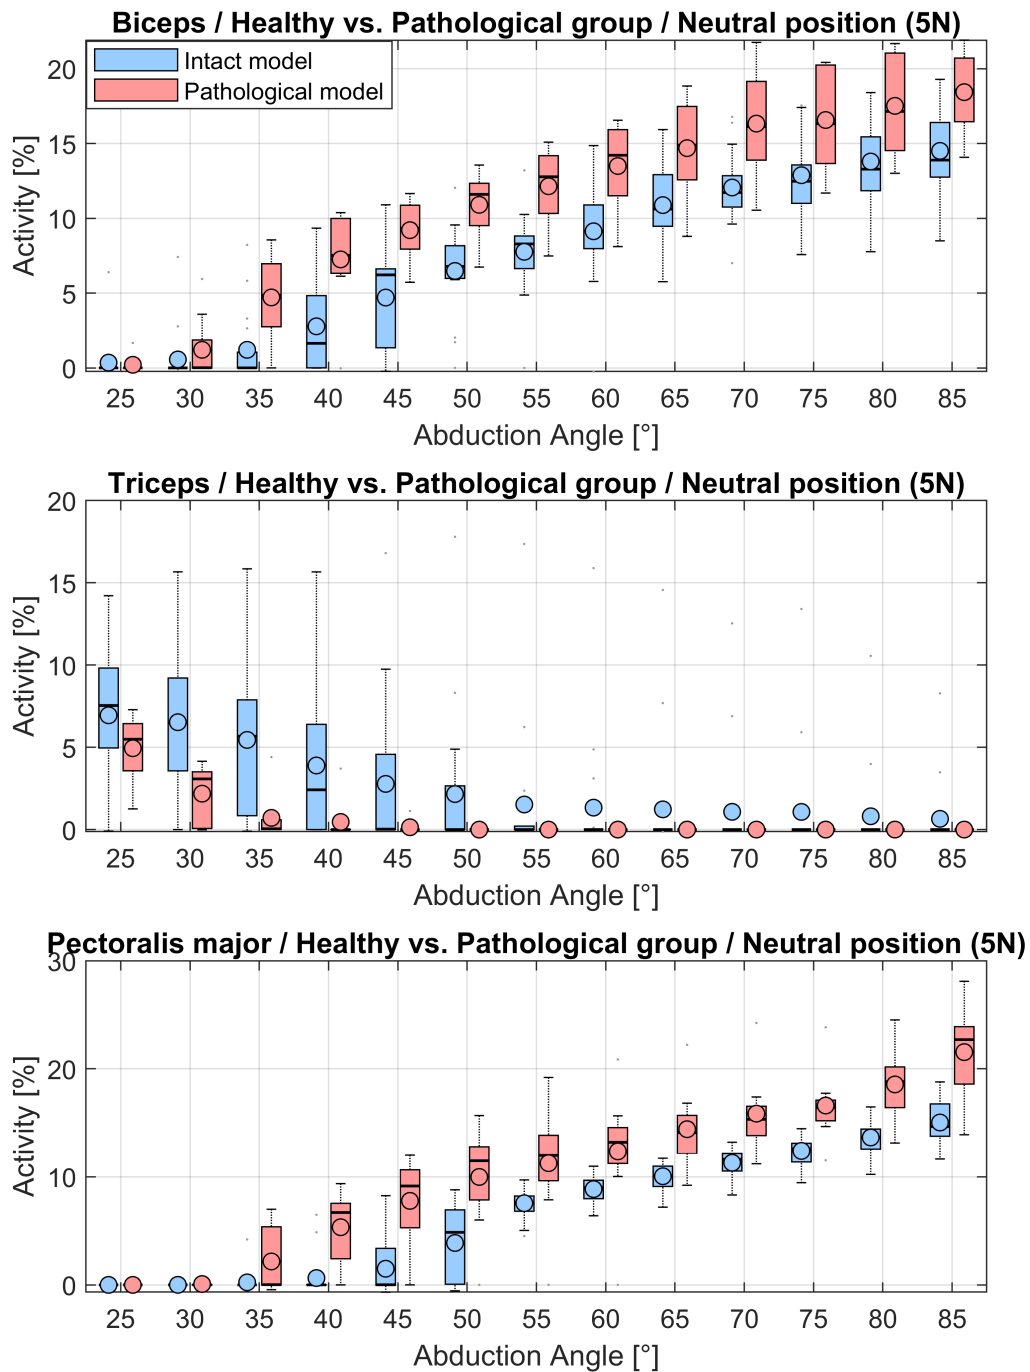 Biceps / Healthy vs. Pathological group / Neutral position (5N)
Intact model
Pathological model
20
15
10
5
0
Activity [%]
25 30 35 40 45 50 55 60 65 70 75 80 85
Abduction Angle [°]
Triceps / Healthy vs. Pathological group / Neutral position (5N)
20
15
10
5
0
Activity [%]
25 30 35 40 45 50 55 60 65 70 75 80 85
Abduction Angle [°]
Pectoralis major / Healthy vs. Pathological group / Neutral position (5N)
30
20
10
0
Activity [%]
25 30 35 40 45 50 55 60 65 70 75 80 85
Abduction Angle [°]